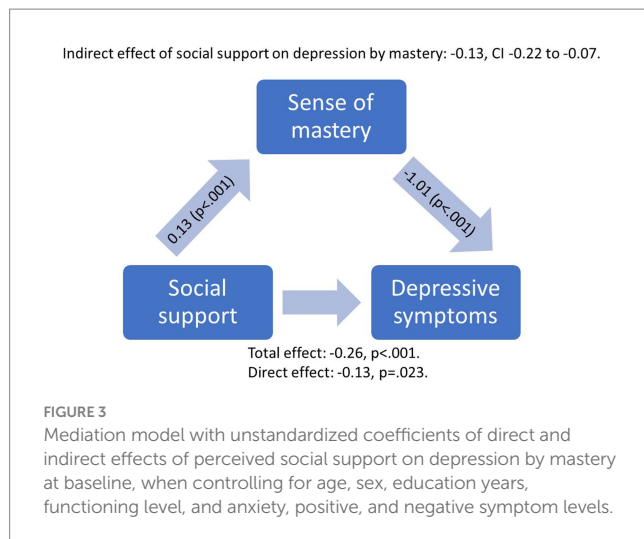 Indirect effect of social support on depression by mastery: -0.13, CI -0.22 to -0.07.
Sense of
mastery
0.13 (p<.001)
-1.01 (p<.001)
Social
support
Depressive
symptoms
Total effect: -0.26, p<.001.
Direct effect: -0.13, p=.023.
FIGURE 3
Mediation model with unstandardized coefficients of direct and
indirect effects of perceived social support on depression by mastery
at baseline, when controlling for age, sex, education years,
functioning level, and anxiety, positive, and negative symptom levels.